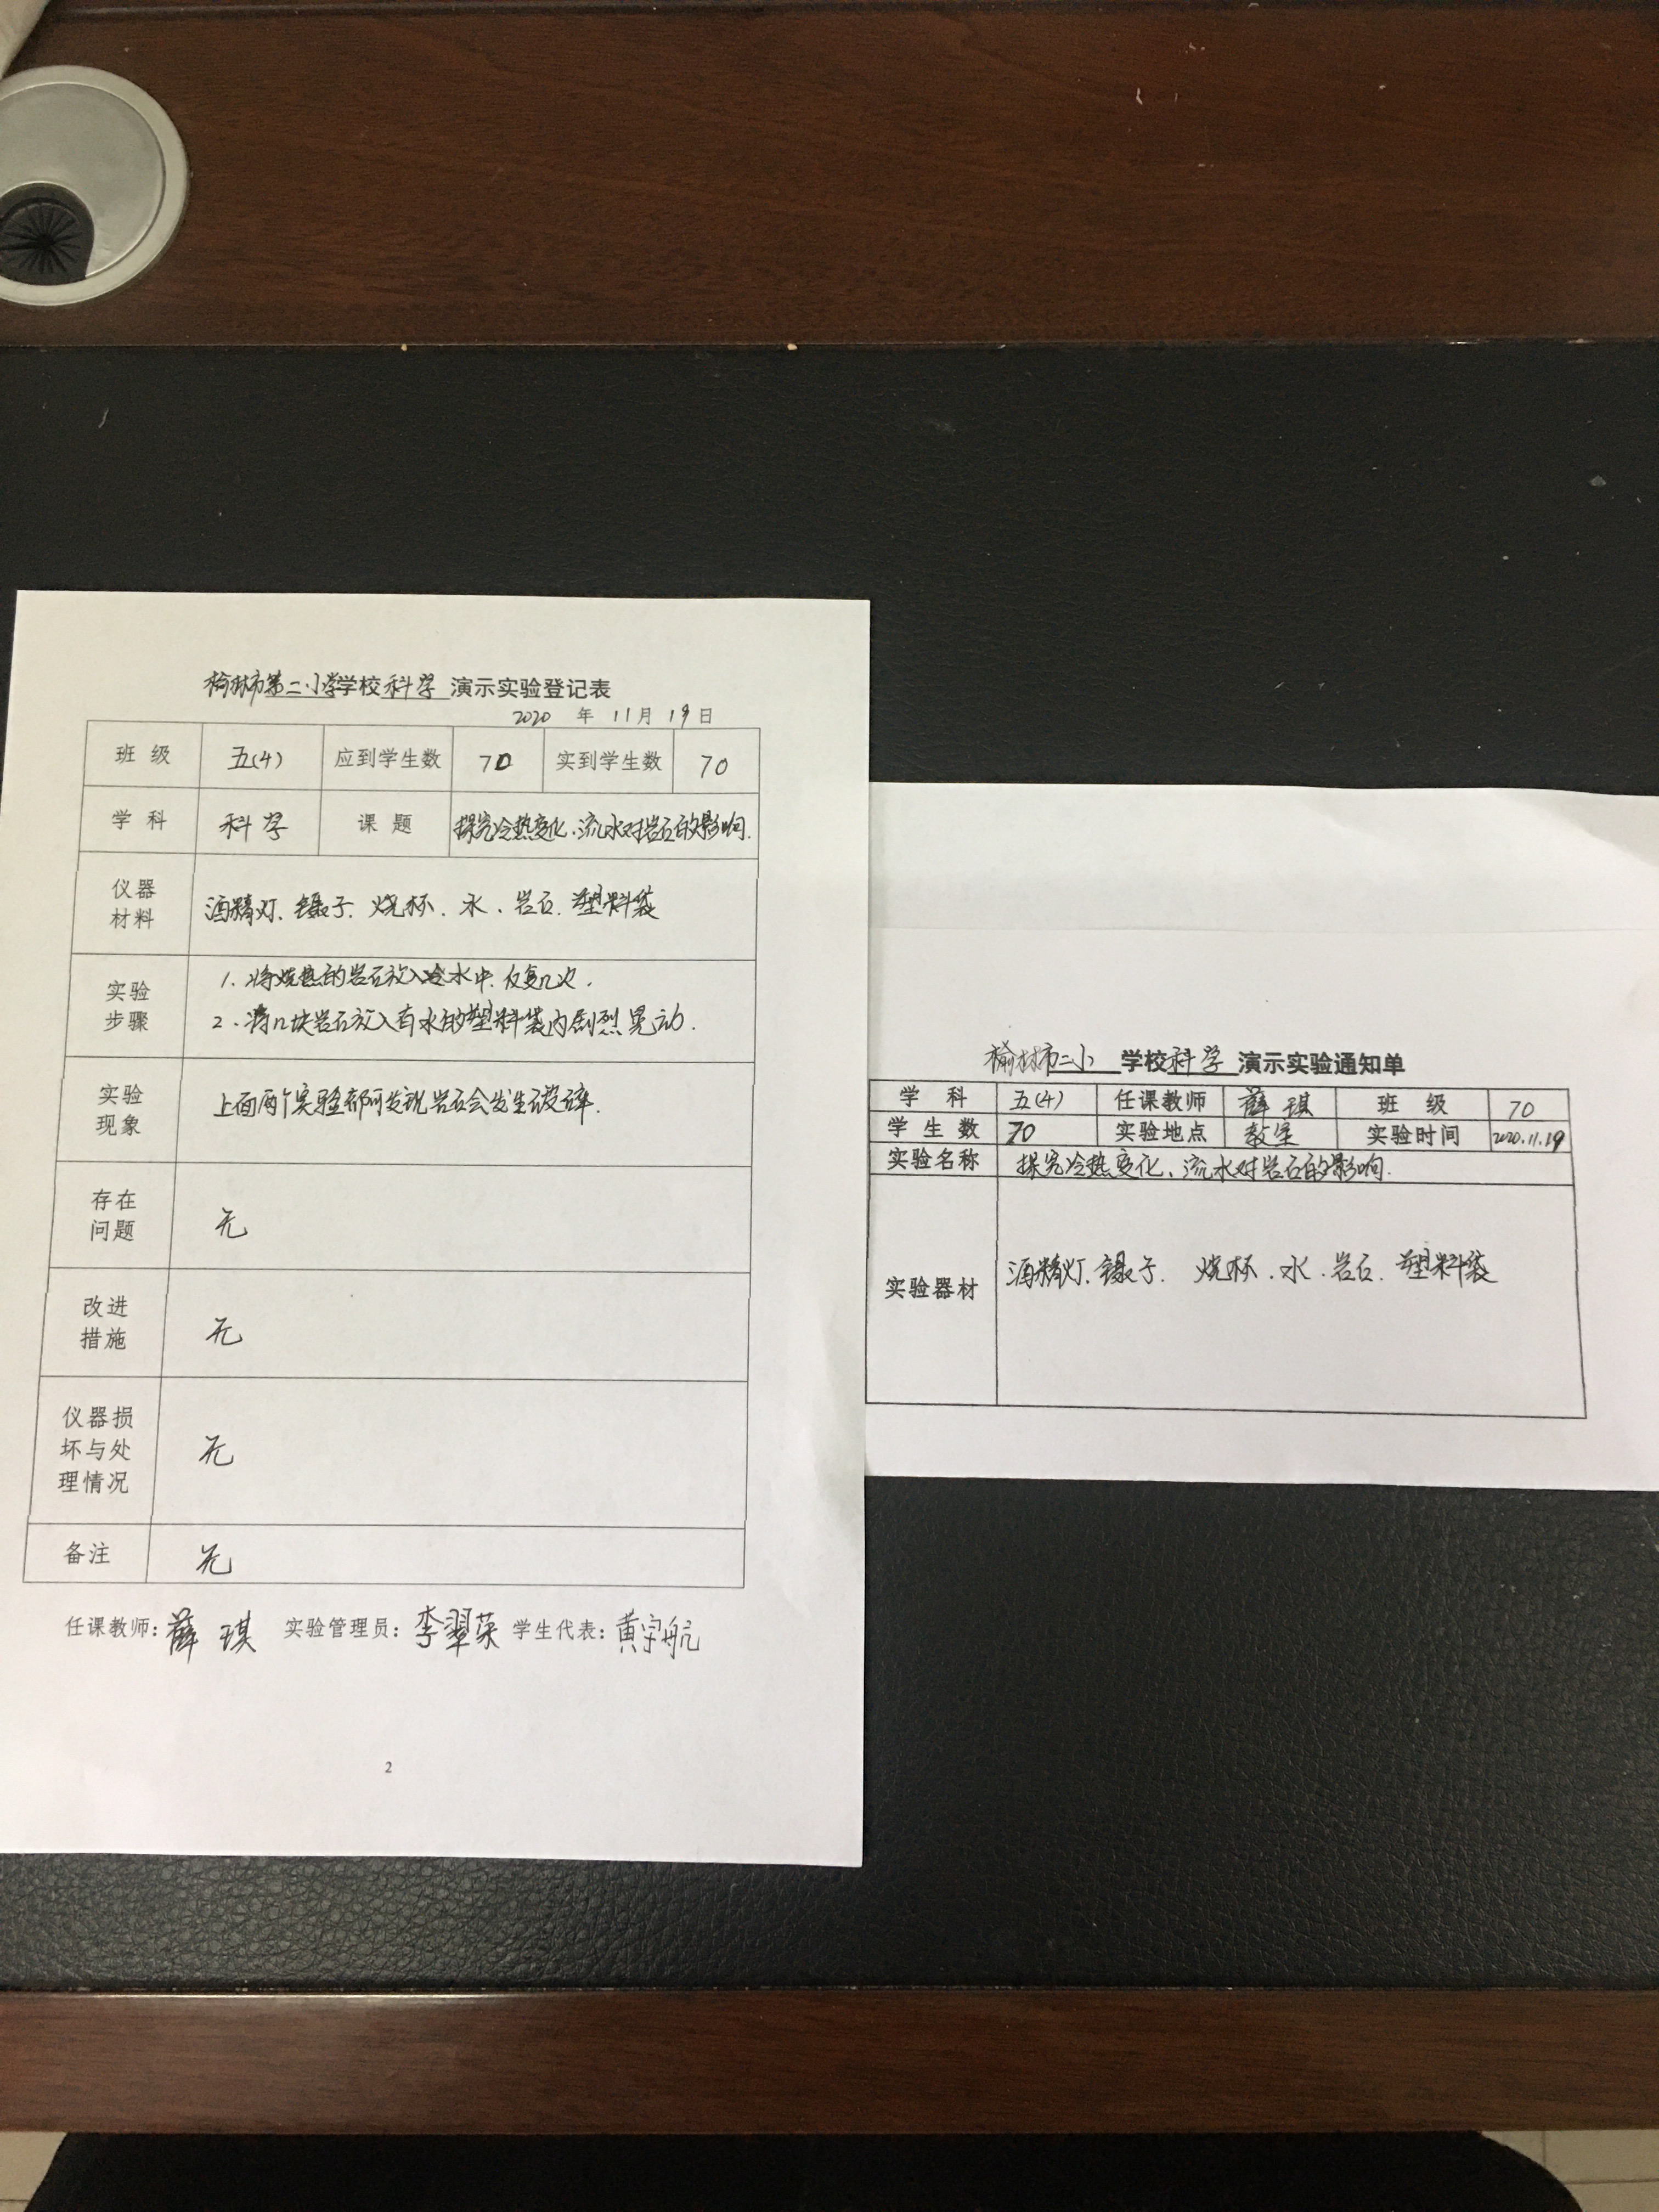 榆林市第二小学学校科学 演示实验登记表
2020 年 11月 19日
班 级 五(4) 应到学生数 70 实到学生数 70
学 科 科学 课 题 探究冷热变化、流水对岩石的影响.
仪器
材料
酒精灯、镊子、烧杯、水、岩石、塑料袋
实验
步骤
1、将烧热的岩石放入冷水中、反复几次.
2、将几块岩石放入有水的塑料袋内剧烈晃动.
实验
现象
上面两个实验都可发现岩石会发生破碎.
存在
问题
无
改进
措施
无
仪器损
坏与处
理情况
无
备注 无
任课教师：薛琪 实验管理员：李翠荣 学生代表：黄宇航
2
榆林市二小 学校科学 演示实验通知单
学 科 五(4) 任课教师 薛琪 班 级 70
学 生 数 70 实验地点 教室 实验时间 2020.11.19
实验名称 探究冷热变化、流水对岩石的影响.
实验器材 酒精灯、镊子、烧杯、水、岩石、塑料袋